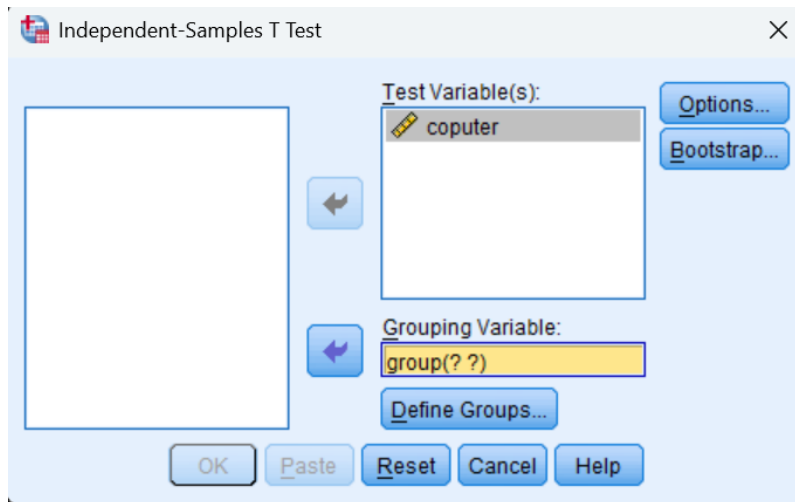 Independent-Samples T Test
Test Variable(s):
coputer
Options...
Bootstrap...
Grouping Variable:
group(? ?)
Define Groups...
OK Paste Reset Cancel Help